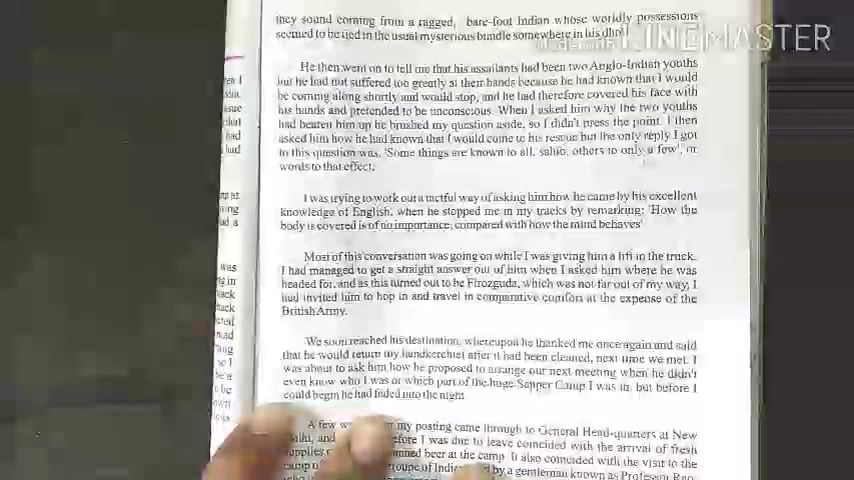 they sound coming from a ragged, bare-foot Indian whose worldly possessions
seemed to be tied in the usual mysterious bundle somewhere in his dhoti
KINEMASTER
He then went on to tell me that his assailants had been two Anglo-Indian youths
but he had not suffered too greatly at their hands because he had known that I would
be coming along shortly and would stop, and he had therefore covered his face with
his hands and pretended to be unconscious. When I asked him why the two youths
had beaten him up he brushed my question aside, so I didn't press the point. I then
asked him how he had known that I would come to his rescue but the only reply I got
to this question was, 'Some things are known to all, sahib, others to only a few', or
words to that effect.
I was trying to work out a tactful way of asking him how he came by his excellent
knowledge of English, when he stopped me in my tracks by remarking: 'How the
body is covered is of no importance, compared with how the mind behaves'
Most of this conversation was going on while I was giving him a lift in the truck.
I had managed to get a straight answer out of him when I asked him where he was
headed for, and as this turned out to be Firozguda, which was not far out of my way, I
had invited him to hop in and travel in comparative comfort at the expense of the
British Army.
We soon reached his destination, whereupon he thanked me once again and said
that he would return my handkerchief after it had been cleaned, next time we met. I
was about to ask him how he proposed to arrange our next meeting when he didn't
even know who I was or which part of the huge Sapper Camp I was in, but before I
could begin he had faded into the night.
A few my posting came through to General Head-quarters at New
and before I was due to leave coincided with the arrival of fresh
supplies beer at the camp. It also coincided with the visit to the
camp by a gentleman known as Professor